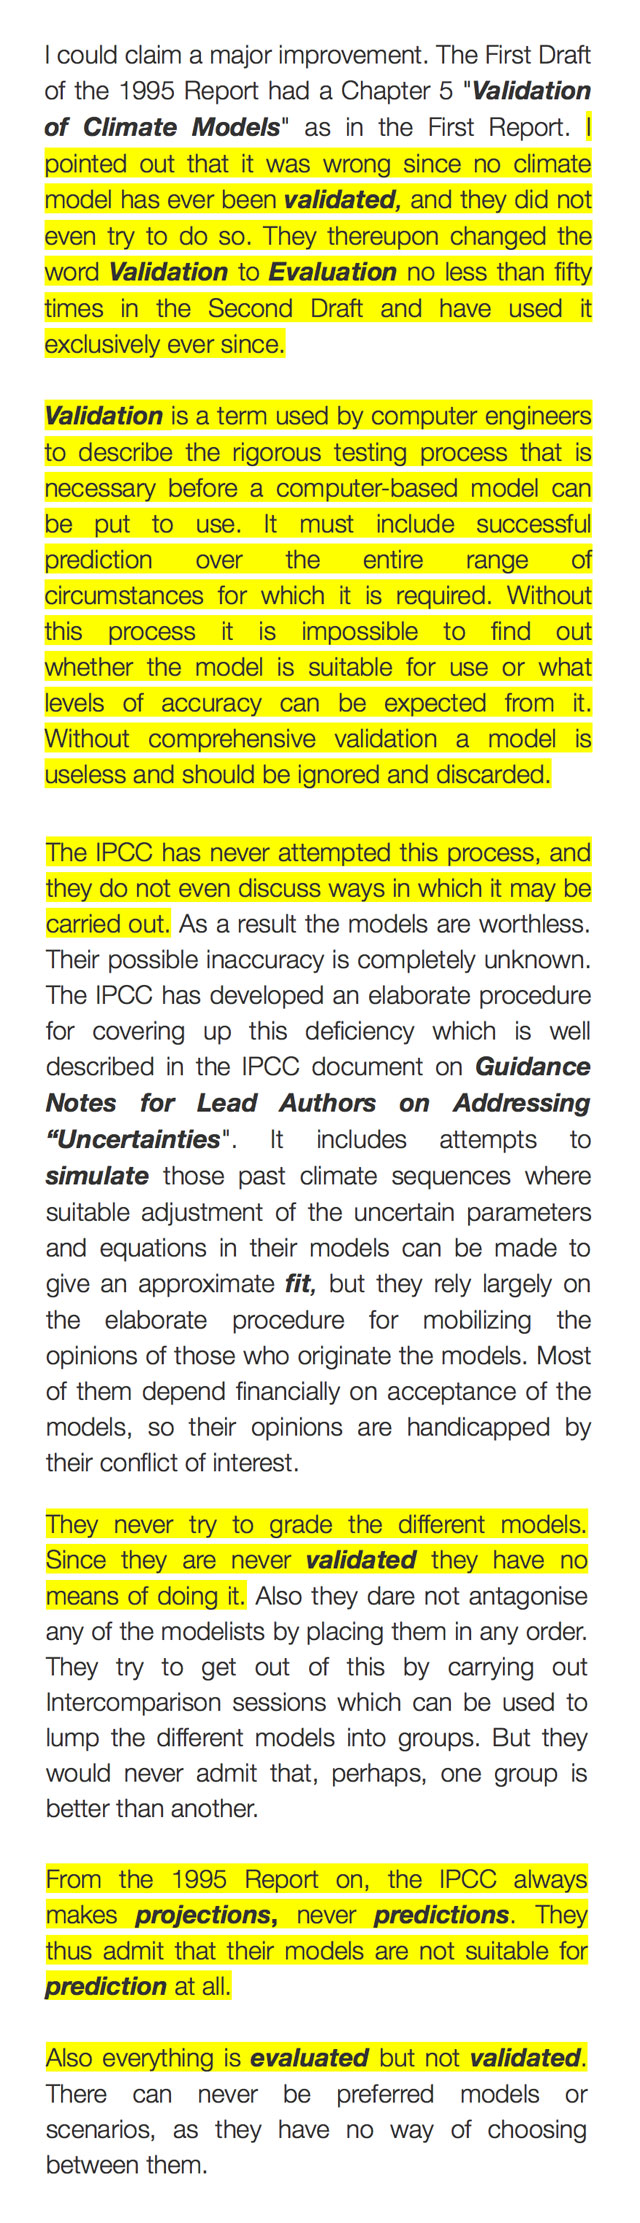 I could claim a major improvement. The First Draft
of the 1995 Report had a Chapter 5 "Validation
of Climate Models" as in the First Report. I
pointed out that it was wrong since no climate
model has ever been validated, and they did not
even try to do so. They thereupon changed the
word Validation to Evaluation no less than fifty
times in the Second Draft and have used it
exclusively ever since.
Validation is a term used by computer engineers
to describe the rigorous testing process that is
necessary before a computer-based model can
be put to use. It must include successful
prediction over the entire range of
circumstances for which it is required. Without
this process it is impossible to find out
whether the model is suitable for use or what
levels of accuracy can be expected from it.
Without comprehensive validation a model is
useless and should be ignored and discarded.
The IPCC has never attempted this process, and
they do not even discuss ways in which it may be
carried out. As a result the models are worthless.
Their possible inaccuracy is completely unknown.
The IPCC has developed an elaborate procedure
for covering up this deficiency which is well
described in the IPCC document on Guidance
Notes for Lead Authors on Addressing
“Uncertainties". It includes attempts to
simulate those past climate sequences where
suitable adjustment of the uncertain parameters
and equations in their models can be made to
give an approximate fit, but they rely largely on
the elaborate procedure for mobilizing the
opinions of those who originate the models. Most
of them depend financially on acceptance of the
models, so their opinions are handicapped by
their conflict of interest.
They never try to grade the different models.
Since they are never validated they have no
means of doing it. Also they dare not antagonise
any of the modelists by placing them in any order.
They try to get out of this by carrying out
Intercomparison sessions which can be used to
lump the different models into groups. But they
would never admit that, perhaps, one group is
better than another.
From the 1995 Report on, the IPCC always
makes projections, never predictions. They
thus admit that their models are not suitable for
prediction at all.
Also everything is evaluated but not validated.
There can never be preferred models or
scenarios, as they have no way of choosing
between them.